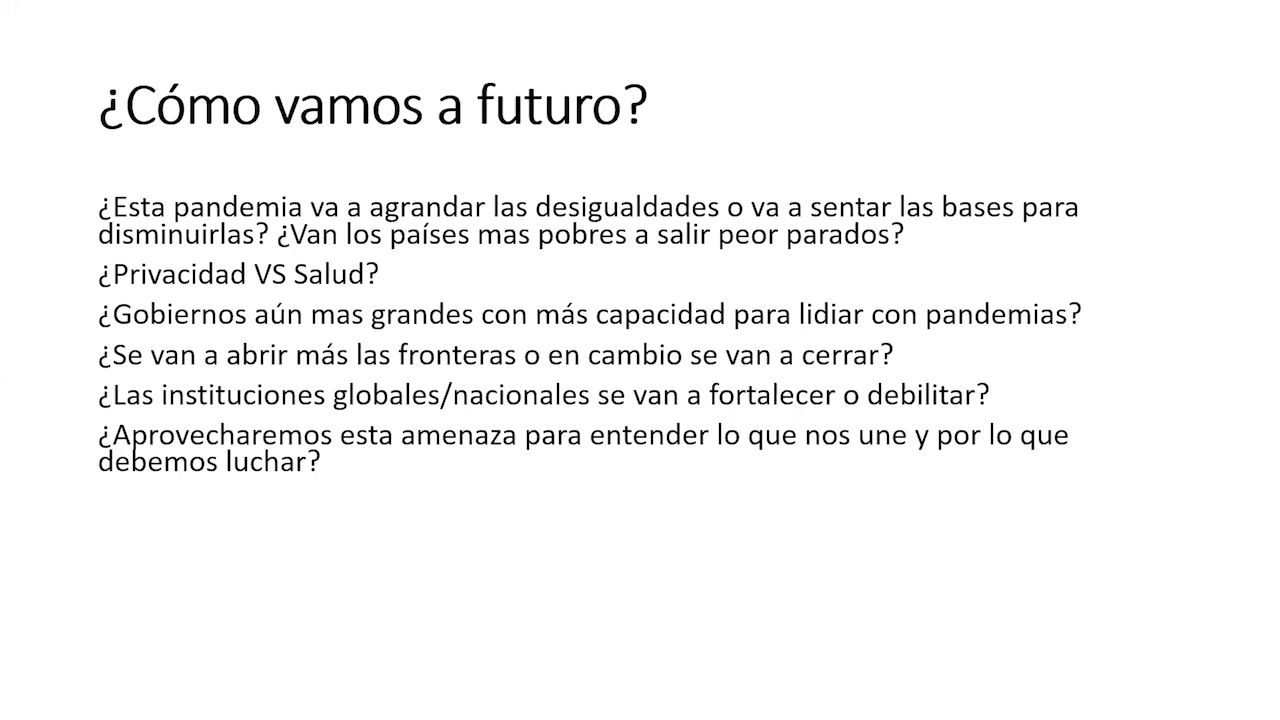 ¿Cómo vamos a futuro?
¿Esta pandemia va a agrandar las desigualdades o va a sentar las bases para
disminuirlas? ¿Van los países mas pobres a salir peor parados?
¿Privacidad VS Salud?
¿Gobiernos aún mas grandes con más capacidad para lidiar con pandemias?
¿Se van a abrir más las fronteras o en cambio se van a cerrar?
¿Las instituciones globales/nacionales se van a fortalecer o debilitar?
¿Aprovecharemos esta amenaza para entender lo que nos une y por lo que
debemos luchar?